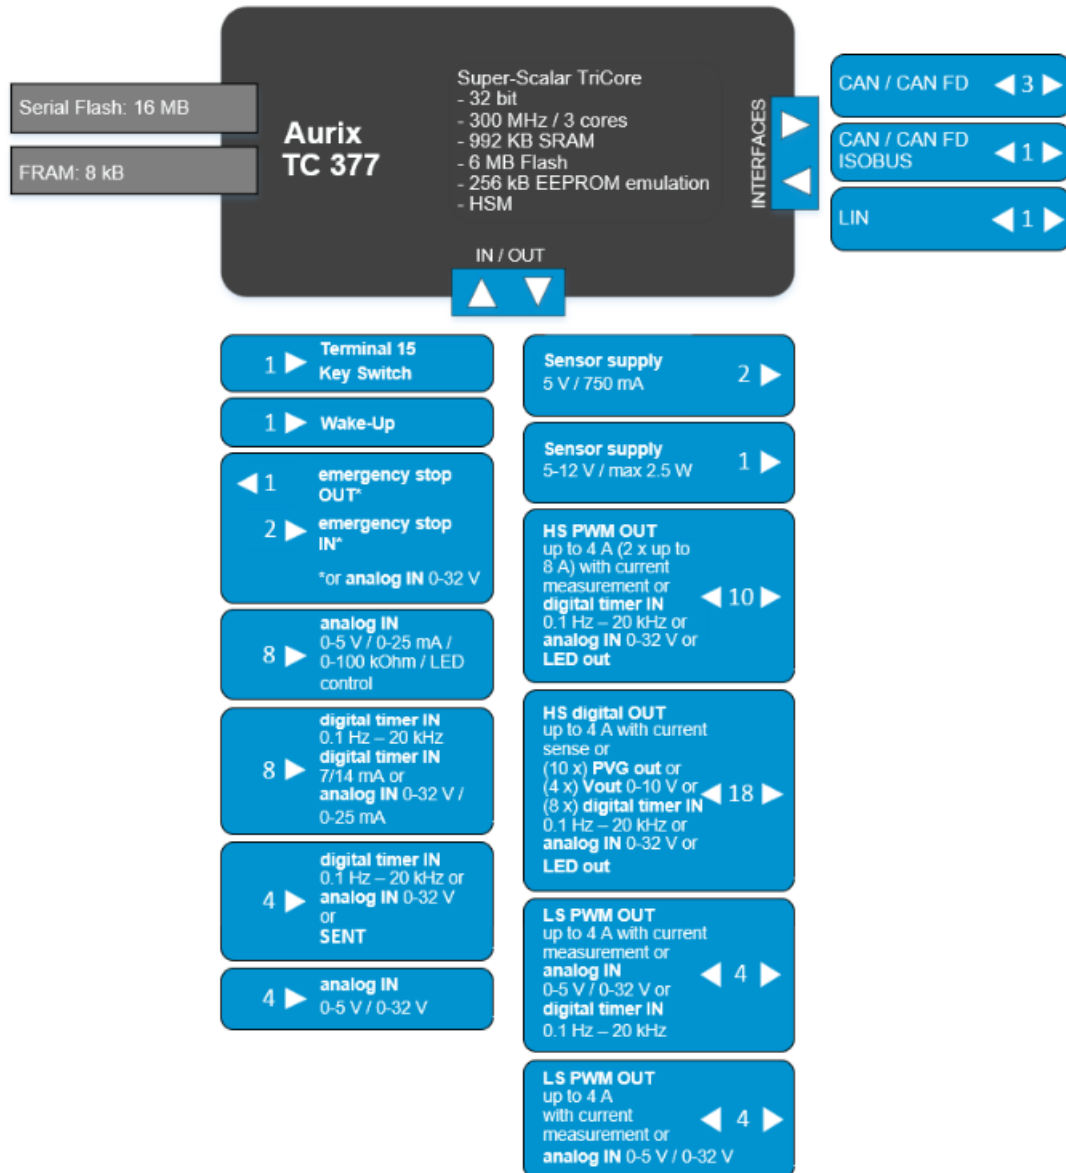 Serial Flash: 16 MB
FRAM: 8 kB
Aurix
TC 377
Super-Scalar TriCore
- 32 bit
- 300 MHz / 3 cores
- 992 KB SRAM
- 6 MB Flash
- 256 kB EEPROM emulation
- HSM
INTERFACES
IN / OUT
CAN / CAN FD
3
CAN / CAN FD
ISOBUS
1
LIN
1
1
Terminal 15
Key Switch
1
Wake-Up
1
emergency stop
OUT*
2
emergency stop
IN*
*or analog IN 0-32 V
8
analog IN
0-5 V / 0-25 mA /
0-100 kOhm / LED
control
8
digital timer IN
0.1 Hz – 20 kHz
digital timer IN
7/14 mA or
analog IN 0-32 V /
0-25 mA
4
digital timer IN
0.1 Hz – 20 kHz or
analog IN 0-32 V
or
SENT
4
analog IN
0-5 V / 0-32 V
Sensor supply
5 V / 750 mA
2
Sensor supply
5-12 V / max 2.5 W
1
HS PWM OUT
up to 4 A (2 x up to
8 A) with current
measurement or
digital timer IN
0.1 Hz – 20 kHz or
analog IN 0-32 V or
LED out
10
HS digital OUT
up to 4 A with current
sense or
(10 x) PVG out or
(4 x) Vout 0-10 V or
(8 x) digital timer IN
0.1 Hz – 20 kHz or
analog IN 0-32 V or
LED out
18
LS PWM OUT
up to 4 A with current
measurement or
analog IN
0-5 V / 0-32 V or
digital timer IN
0.1 Hz – 20 kHz
4
LS PWM OUT
up to 4 A
with current
measurement or
analog IN 0-5 V / 0-32 V
4